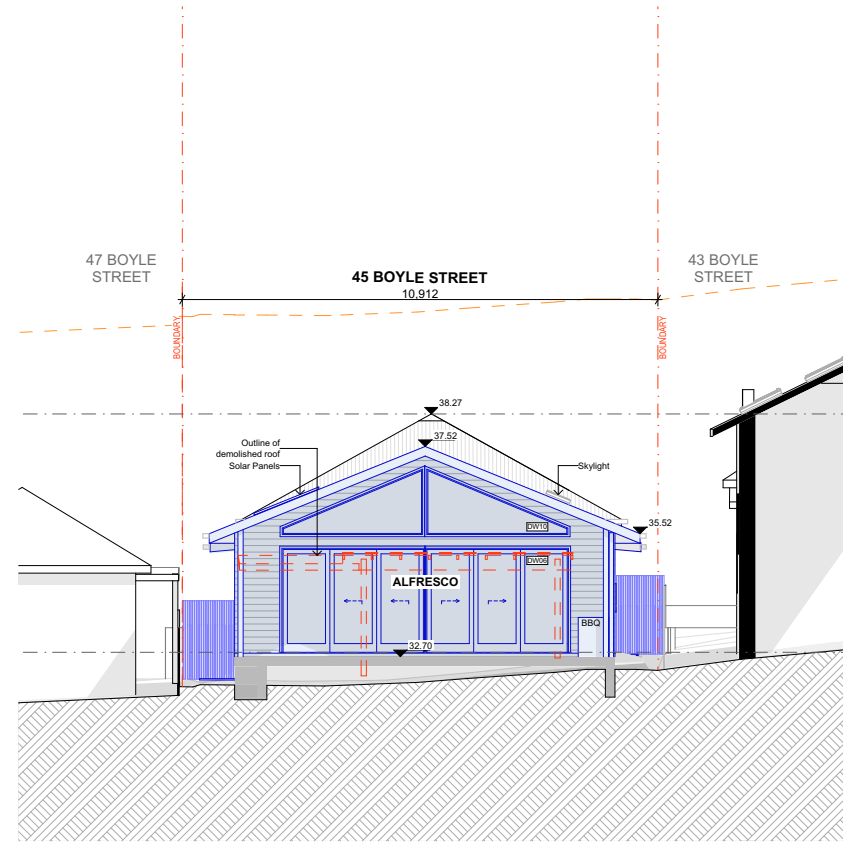 47 BOYLE
STREET
45 BOYLE STREET
10,912
43 BOYLE
STREET
BOUNDARY
BOUNDARY
38.27
37.52
Outline of
demolished roof
Solar Panels
Skylight
35.52
DW10
DW06
ALFRESCO
BBQ
32.70